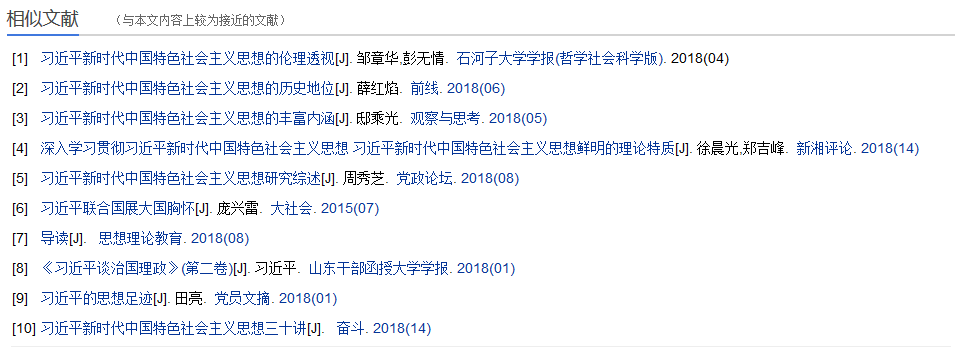 相似文献 (与本文内容上较为接近的文献)
[1] 习近平新时代中国特色社会主义思想的伦理透视[J]. 邹章华,彭无情. 石河子大学学报(哲学社会科学版). 2018(04)
[2] 习近平新时代中国特色社会主义思想的历史地位[J]. 薛红焰. 前线. 2018(06)
[3] 习近平新时代中国特色社会主义思想的丰富内涵[J]. 邸乘光. 观察与思考. 2018(05)
[4] 深入学习贯彻习近平新时代中国特色社会主义思想 习近平新时代中国特色社会主义思想鲜明的理论特质[J]. 徐晨光,郑吉峰. 新湘评论. 2018(14)
[5] 习近平新时代中国特色社会主义思想研究综述[J]. 周秀芝. 党政论坛. 2018(08)
[6] 习近平联合国展大国胸怀[J]. 庞兴雷. 大社会. 2015(07)
[7] 导读[J]. 思想理论教育. 2018(08)
[8] 《习近平谈治国理政》(第二卷)[J]. 习近平. 山东干部函授大学学报. 2018(01)
[9] 习近平的思想足迹[J]. 田亮. 党员文摘. 2018(01)
[10] 习近平新时代中国特色社会主义思想三十讲[J]. 奋斗. 2018(14)